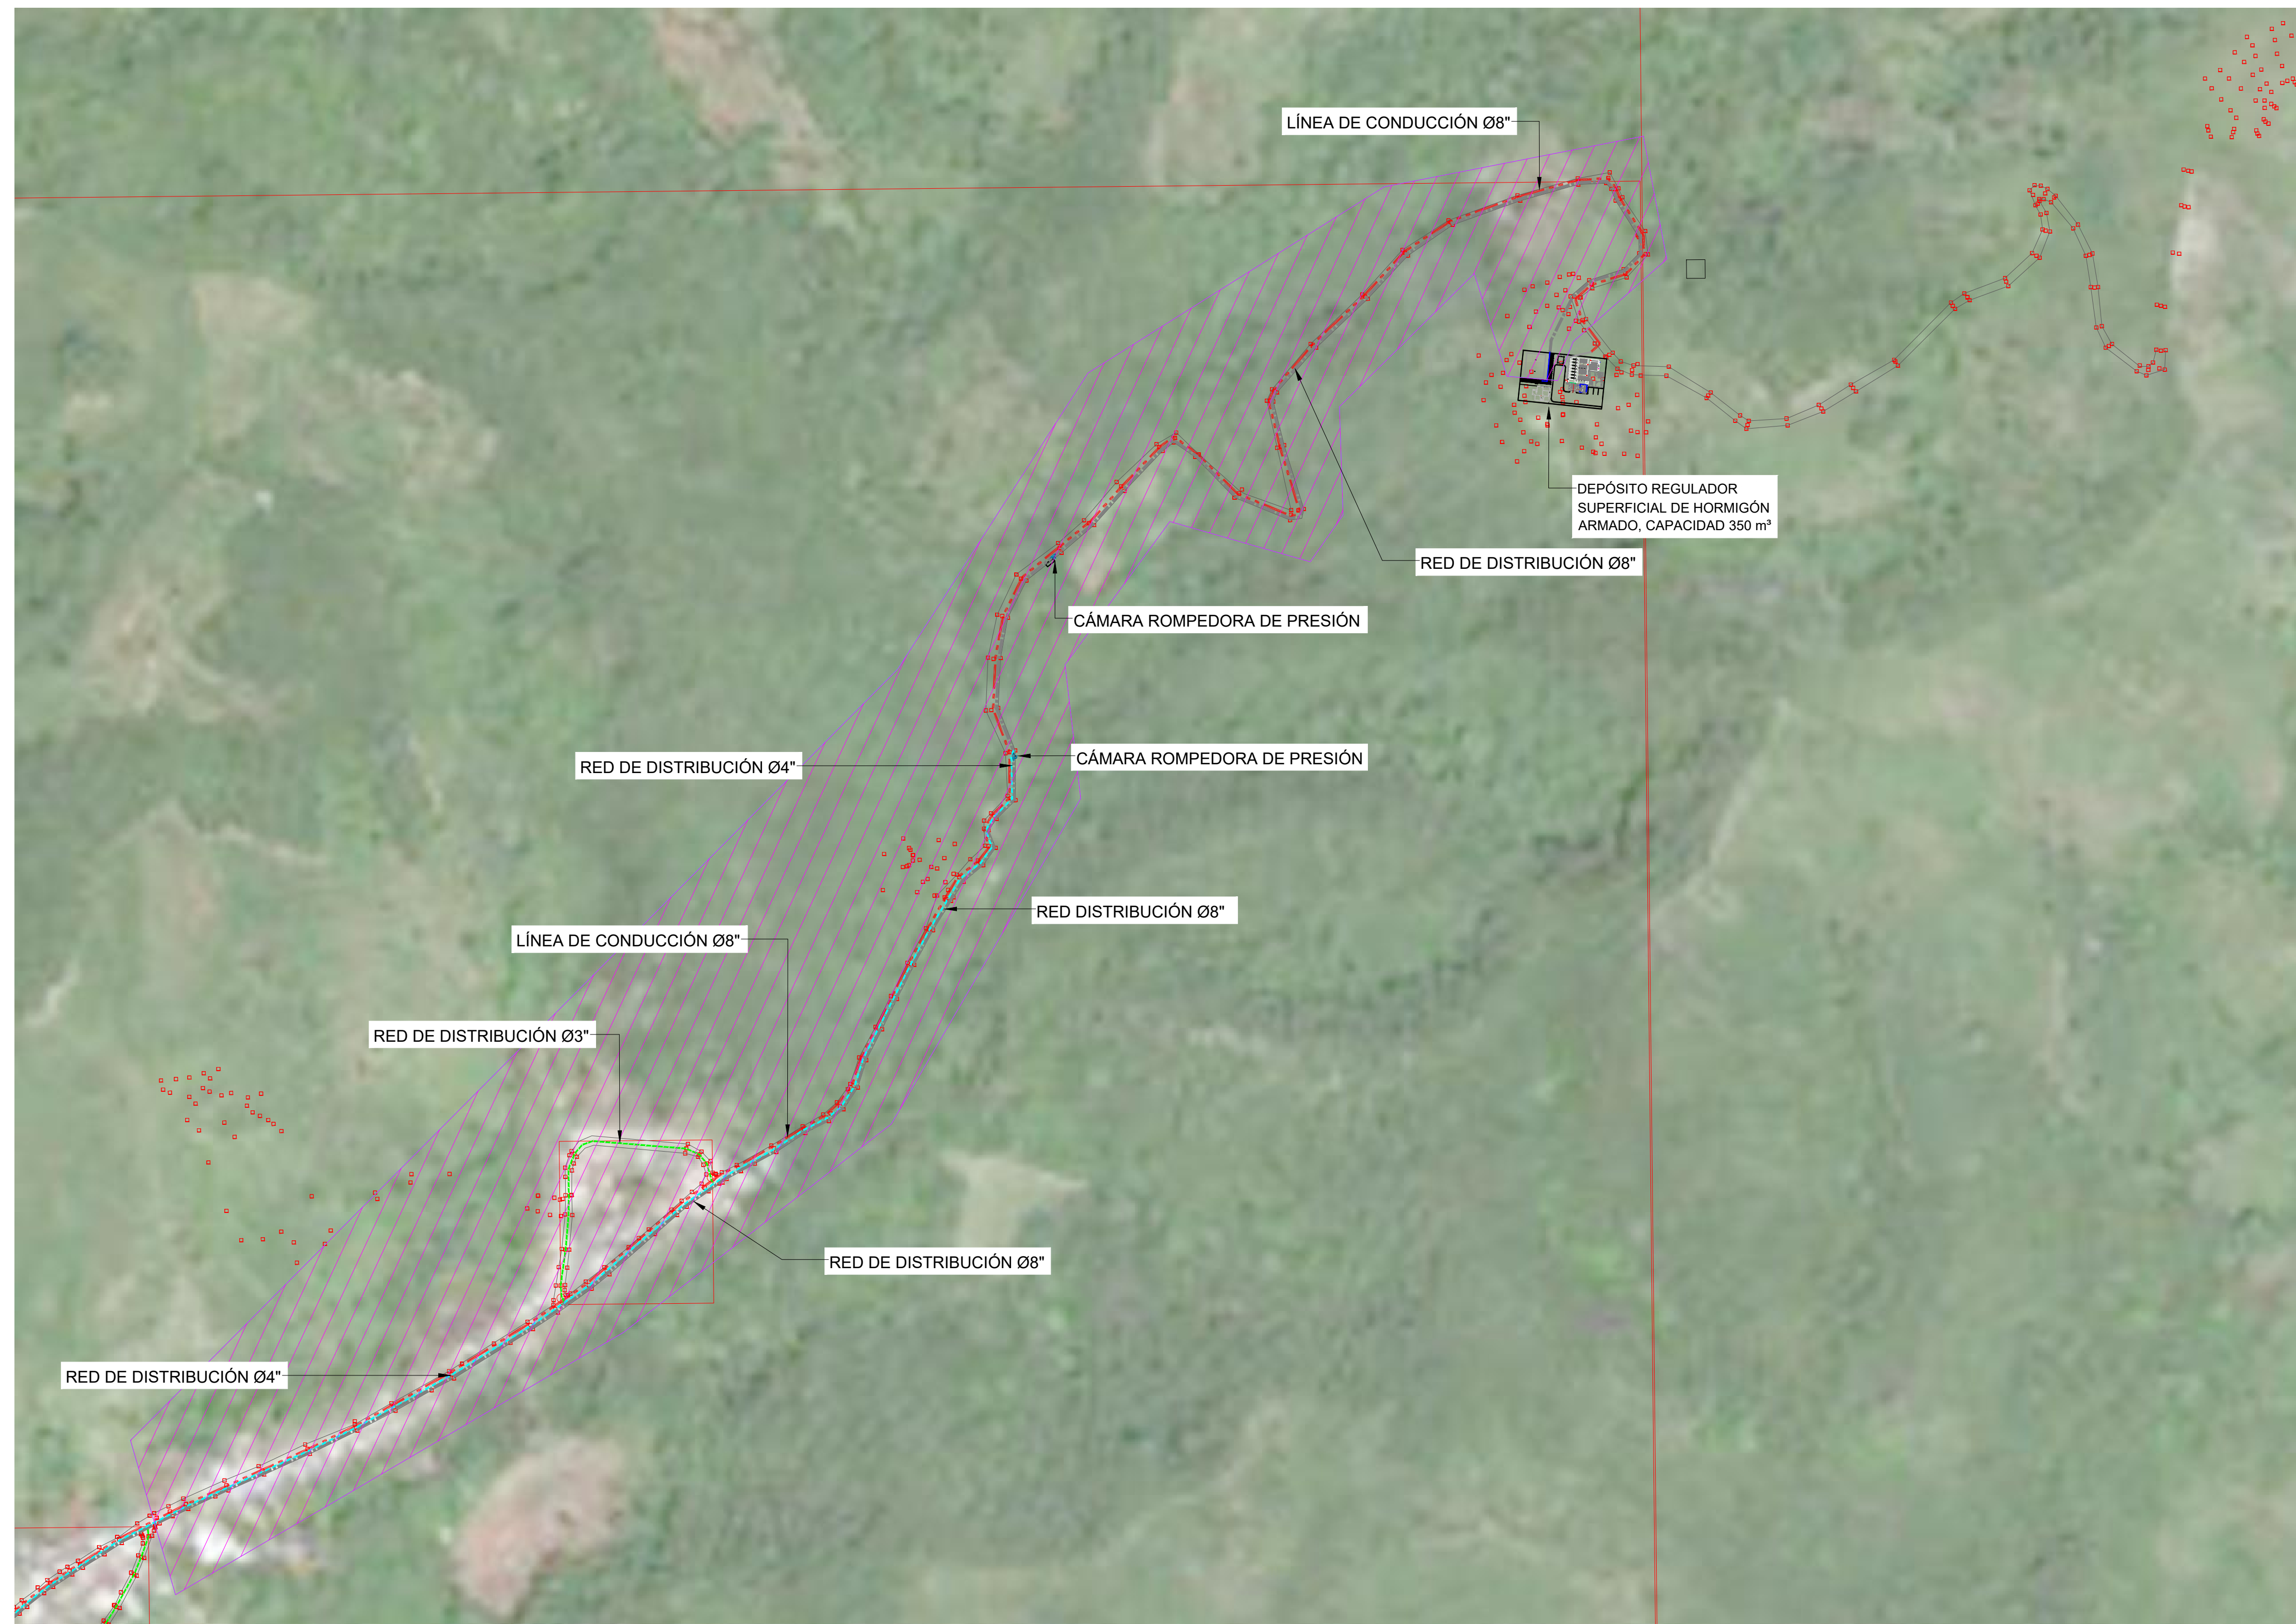 LÍNEA DE CONDUCCIÓN Ø8"
DEPÓSITO REGULADOR
SUPERFICIAL DE HORMIGÓN
ARMADO, CAPACIDAD 350 m³
RED DE DISTRIBUCIÓN Ø8"
CÁMARA ROMPEDORA DE PRESIÓN
RED DE DISTRIBUCIÓN Ø4"
CÁMARA ROMPEDORA DE PRESIÓN
RED DISTRIBUCIÓN Ø8"
LÍNEA DE CONDUCCIÓN Ø8"
RED DE DISTRIBUCIÓN Ø3"
RED DE DISTRIBUCIÓN Ø8"
RED DE DISTRIBUCIÓN Ø4"